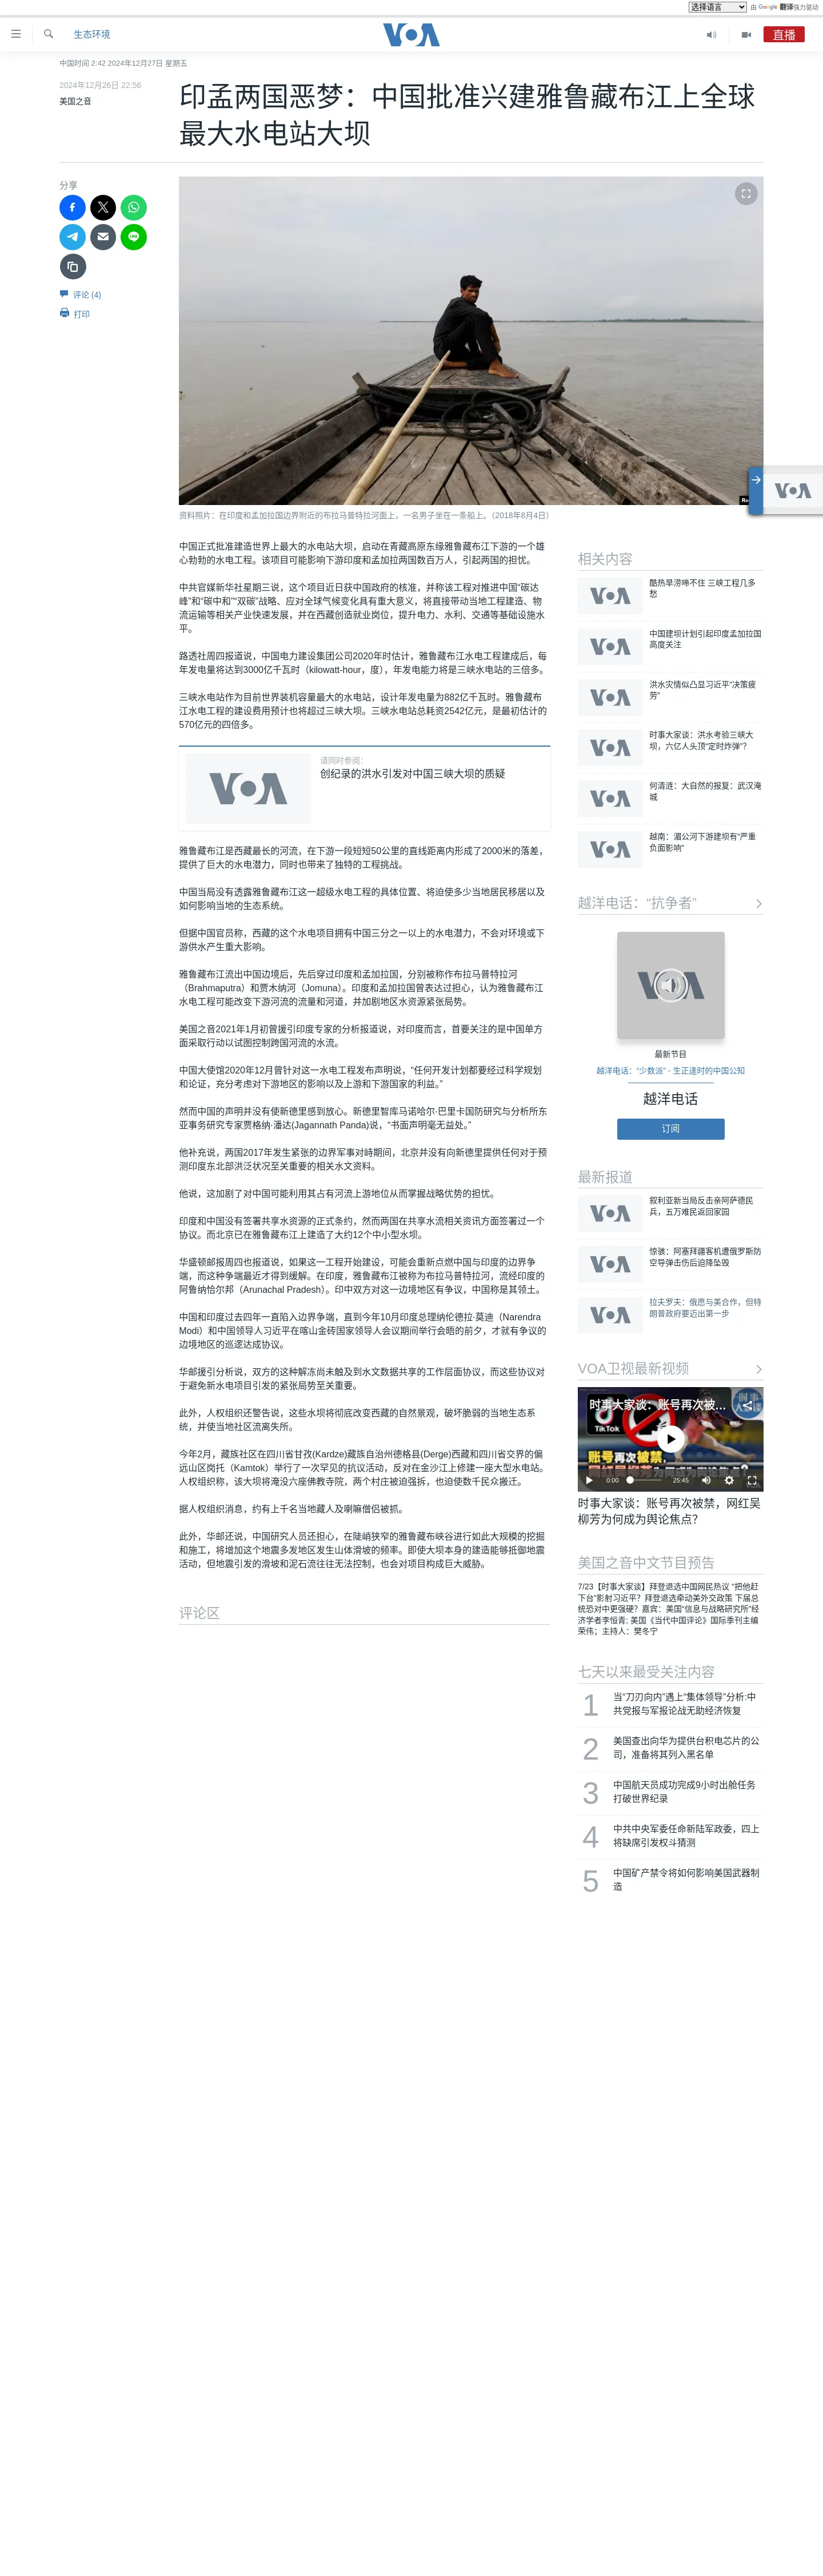 选择语言 由 Google 翻译强力驱动
生态环境
VOA
直播
中国时间 2:42 2024年12月27日 星期五
2024年12月26日 22:56
美国之音
印孟两国恶梦：中国批准兴建雅鲁藏布江上全球
最大水电站大坝
分享
评论 (4)
打印
资料照片：在印度和孟加拉国边界附近的布拉马普特拉河面上，一名男子坐在一条船上。（2018年8月4日）
中国正式批准建造世界上最大的水电站大坝，启动在青藏高原东缘雅鲁藏布江下游的一个雄
心勃勃的水电工程。该项目可能影响下游印度和孟加拉两国数百万人，引起两国的担忧。
中共官媒新华社星期三说，这个项目近日获中国政府的核准，并称该工程对推进中国“碳达
峰”和“碳中和”“双碳”战略、应对全球气候变化具有重大意义，将直接带动当地工程建造、物
流运输等相关产业快速发展，并在西藏创造就业岗位，提升电力、水利、交通等基础设施水
平。
路透社周四报道说，中国电力建设集团公司2020年时估计，雅鲁藏布江水电工程建成后，每
年发电量将达到3000亿千瓦时（kilowatt-hour，度），年发电能力将是三峡水电站的三倍多。
三峡水电站作为目前世界装机容量最大的水电站，设计年发电量为882亿千瓦时。雅鲁藏布
江水电工程的建设费用预计也将超过三峡大坝。三峡水电站总耗资2542亿元，是最初估计的
570亿元的四倍多。
VOA
请同时参阅：
创纪录的洪水引发对中国三峡大坝的质疑
雅鲁藏布江是西藏最长的河流，在下游一段短短50公里的直线距离内形成了2000米的落差，
提供了巨大的水电潜力，同时也带来了独特的工程挑战。
中国当局没有透露雅鲁藏布江这一超级水电工程的具体位置、将迫使多少当地居民移居以及
如何影响当地的生态系统。
但据中国官员称，西藏的这个水电项目拥有中国三分之一以上的水电潜力，不会对环境或下
游供水产生重大影响。
雅鲁藏布江流出中国边境后，先后穿过印度和孟加拉国，分别被称作布拉马普特拉河
（Brahmaputra）和贾木纳河（Jomuna）。印度和孟加拉国曾表达过担心，认为雅鲁藏布江
水电工程可能改变下游河流的流量和河道，并加剧地区水资源紧张局势。
美国之音2021年1月初曾援引印度专家的分析报道说，对印度而言，首要关注的是中国单方
面采取行动以试图控制跨国河流的水流。
中国大使馆2020年12月曾针对这一水电工程发布声明说，“任何开发计划都要经过科学规划
和论证，充分考虑对下游地区的影响以及上游和下游国家的利益。”
然而中国的声明并没有使新德里感到放心。新德里智库马诺哈尔·巴里卡国防研究与分析所东
亚事务研究专家贾格纳·潘达(Jagannath Panda)说，“书面声明毫无益处。”
他补充说，两国2017年发生紧张的边界军事对峙期间，北京并没有向新德里提供任何对于预
测印度东北部洪泛状况至关重要的相关水文资料。
他说，这加剧了对中国可能利用其占有河流上游地位从而掌握战略优势的担忧。
印度和中国没有签署共享水资源的正式条约，然而两国在共享水流相关资讯方面签署过一个
协议。而北京已在雅鲁藏布江上建造了大约12个中小型水坝。
华盛顿邮报周四也报道说，如果这一工程开始建设，可能会重新点燃中国与印度的边界争
端，而这种争端最近才得到缓解。在印度，雅鲁藏布江被称为布拉马普特拉河，流经印度的
阿鲁纳恰尔邦（Arunachal Pradesh）。印中双方对这一边境地区有争议，中国称是其领土。
中国和印度过去四年一直陷入边界争端，直到今年10月印度总理纳伦德拉·莫迪（Narendra
Modi）和中国领导人习近平在喀山金砖国家领导人会议期间举行会晤的前夕，才就有争议的
边境地区的巡逻达成协议。
华邮援引分析说，双方的这种解冻尚未触及到水文数据共享的工作层面协议，而这些协议对
于避免新水电项目引发的紧张局势至关重要。
此外，人权组织还警告说，这些水坝将彻底改变西藏的自然景观，破坏脆弱的当地生态系
统，并使当地社区流离失所。
今年2月，藏族社区在四川省甘孜(Kardze)藏族自治州德格县(Derge)西藏和四川省交界的偏
远山区岗托（Kamtok）举行了一次罕见的抗议活动，反对在金沙江上修建一座大型水电站。
人权组织称，该大坝将淹没六座佛教寺院，两个村庄被迫强拆，也迫使数千民众搬迁。
据人权组织消息，约有上千名当地藏人及喇嘛僧侣被抓。
此外，华邮还说，中国研究人员还担心，在陡峭狭窄的雅鲁藏布峡谷进行如此大规模的挖掘
和施工，将增加这个地震多发地区发生山体滑坡的频率。即使大坝本身的建造能够抵御地震
活动，但地震引发的滑坡和泥石流往往无法控制，也会对项目构成巨大威胁。
评论区
VOA
相关内容
VOA
酷热旱涝啼不住 三峡工程几多
愁
VOA
中国建坝计划引起印度孟加拉国
高度关注
VOA
洪水灾情似凸显习近平“决策疲
劳”
VOA
时事大家谈：洪水考验三峡大
坝，六亿人头顶“定时炸弹”？
VOA
何清涟：大自然的报复：武汉淹
城
VOA
越南：湄公河下游建坝有“严重
负面影响”
越洋电话：“抗争者”
VOA
最新节目
越洋电话：“少数派” - 生正逢时的中国公知
越洋电话
订阅
最新报道
VOA
叙利亚新当局反击亲阿萨德民
兵，五万难民返回家园
VOA
惊骇：阿塞拜疆客机遭俄罗斯防
空导弹击伤后迫降坠毁
VOA
拉夫罗夫：俄愿与美合作，但特
朗普政府要迈出第一步
VOA卫视最新视频
时事大家谈：账号再次被...
TikTok
账号再次被禁,
0:00 25:45
时事大家谈：账号再次被禁，网红吴
柳芳为何成为舆论焦点？
美国之音中文节目预告
7/23【时事大家谈】拜登退选中国网民热议 “把他赶
下台”影射习近平？拜登退选牵动美外交政策 下届总
统恐对中更强硬？嘉宾：美国“信息与战略研究所”经
济学者李恒青; 美国《当代中国评论》国际季刊主编
荣伟；主持人：樊冬宁
七天以来最受关注内容
1 当“刀刃向内”遇上“集体领导”分析:中
共党报与军报论战无助经济恢复
2 美国查出向华为提供台积电芯片的公
司，准备将其列入黑名单
3 中国航天员成功完成9小时出舱任务
打破世界纪录
4 中共中央军委任命新陆军政委，四上
将缺席引发权斗猜测
5 中国矿产禁令将如何影响美国武器制
造